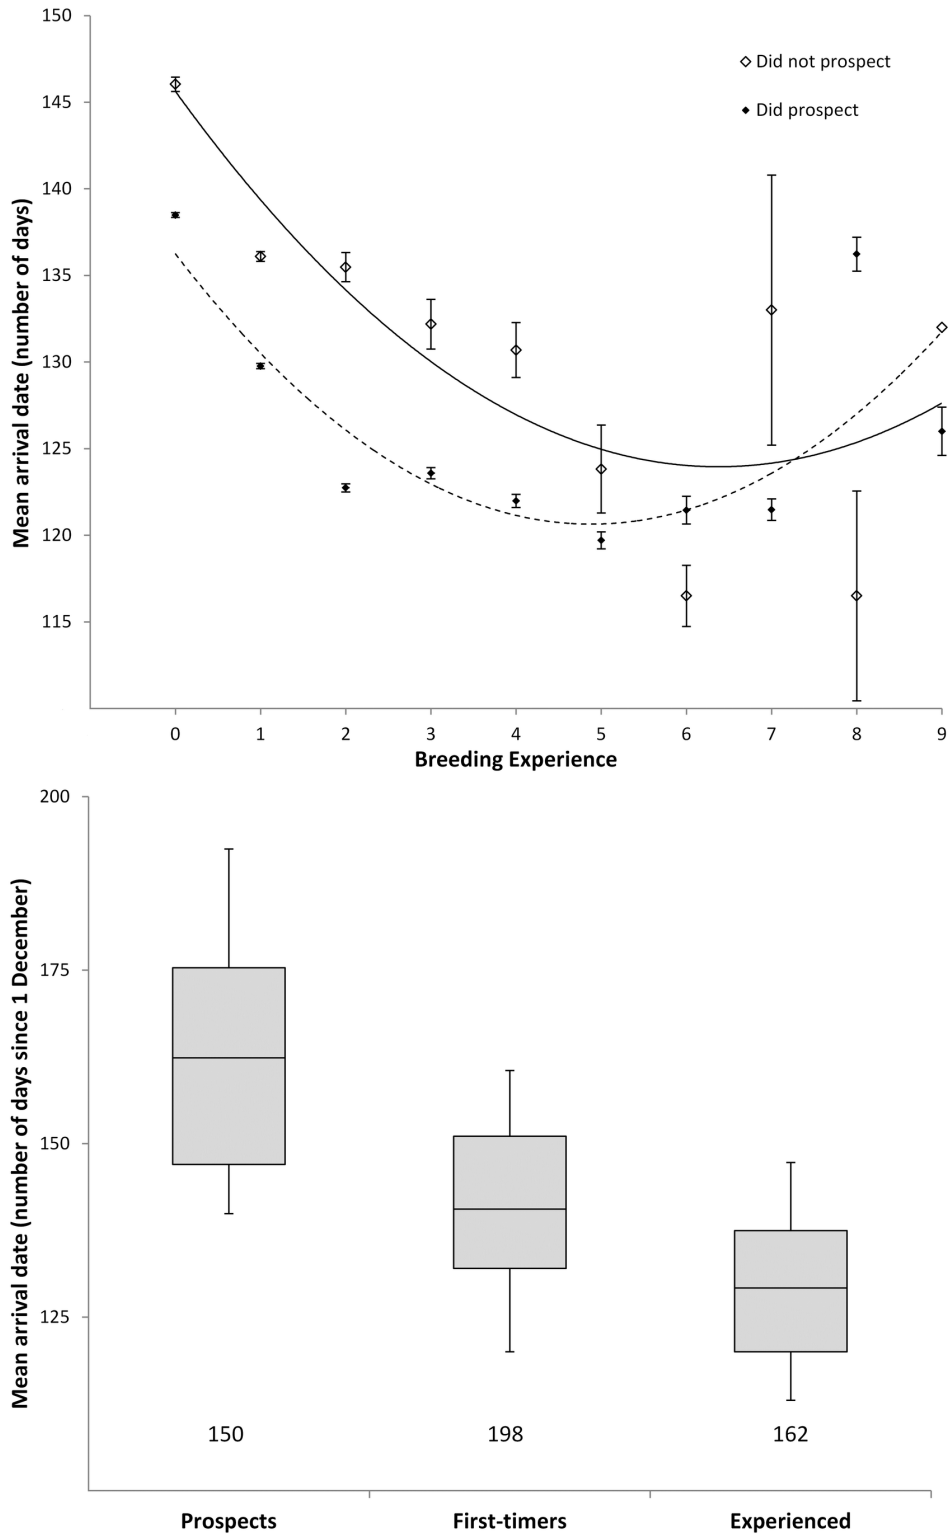 150
Did not prospect
145
Did prospect
140
135
130
125
120
115
Mean arrival date (number of days)
0 1 2 3 4 5 6 7 8 9
Breeding Experience
200
175
150
125
Mean arrival date (number of days since 1 December)
150 198 162
Prospects First-timers Experienced